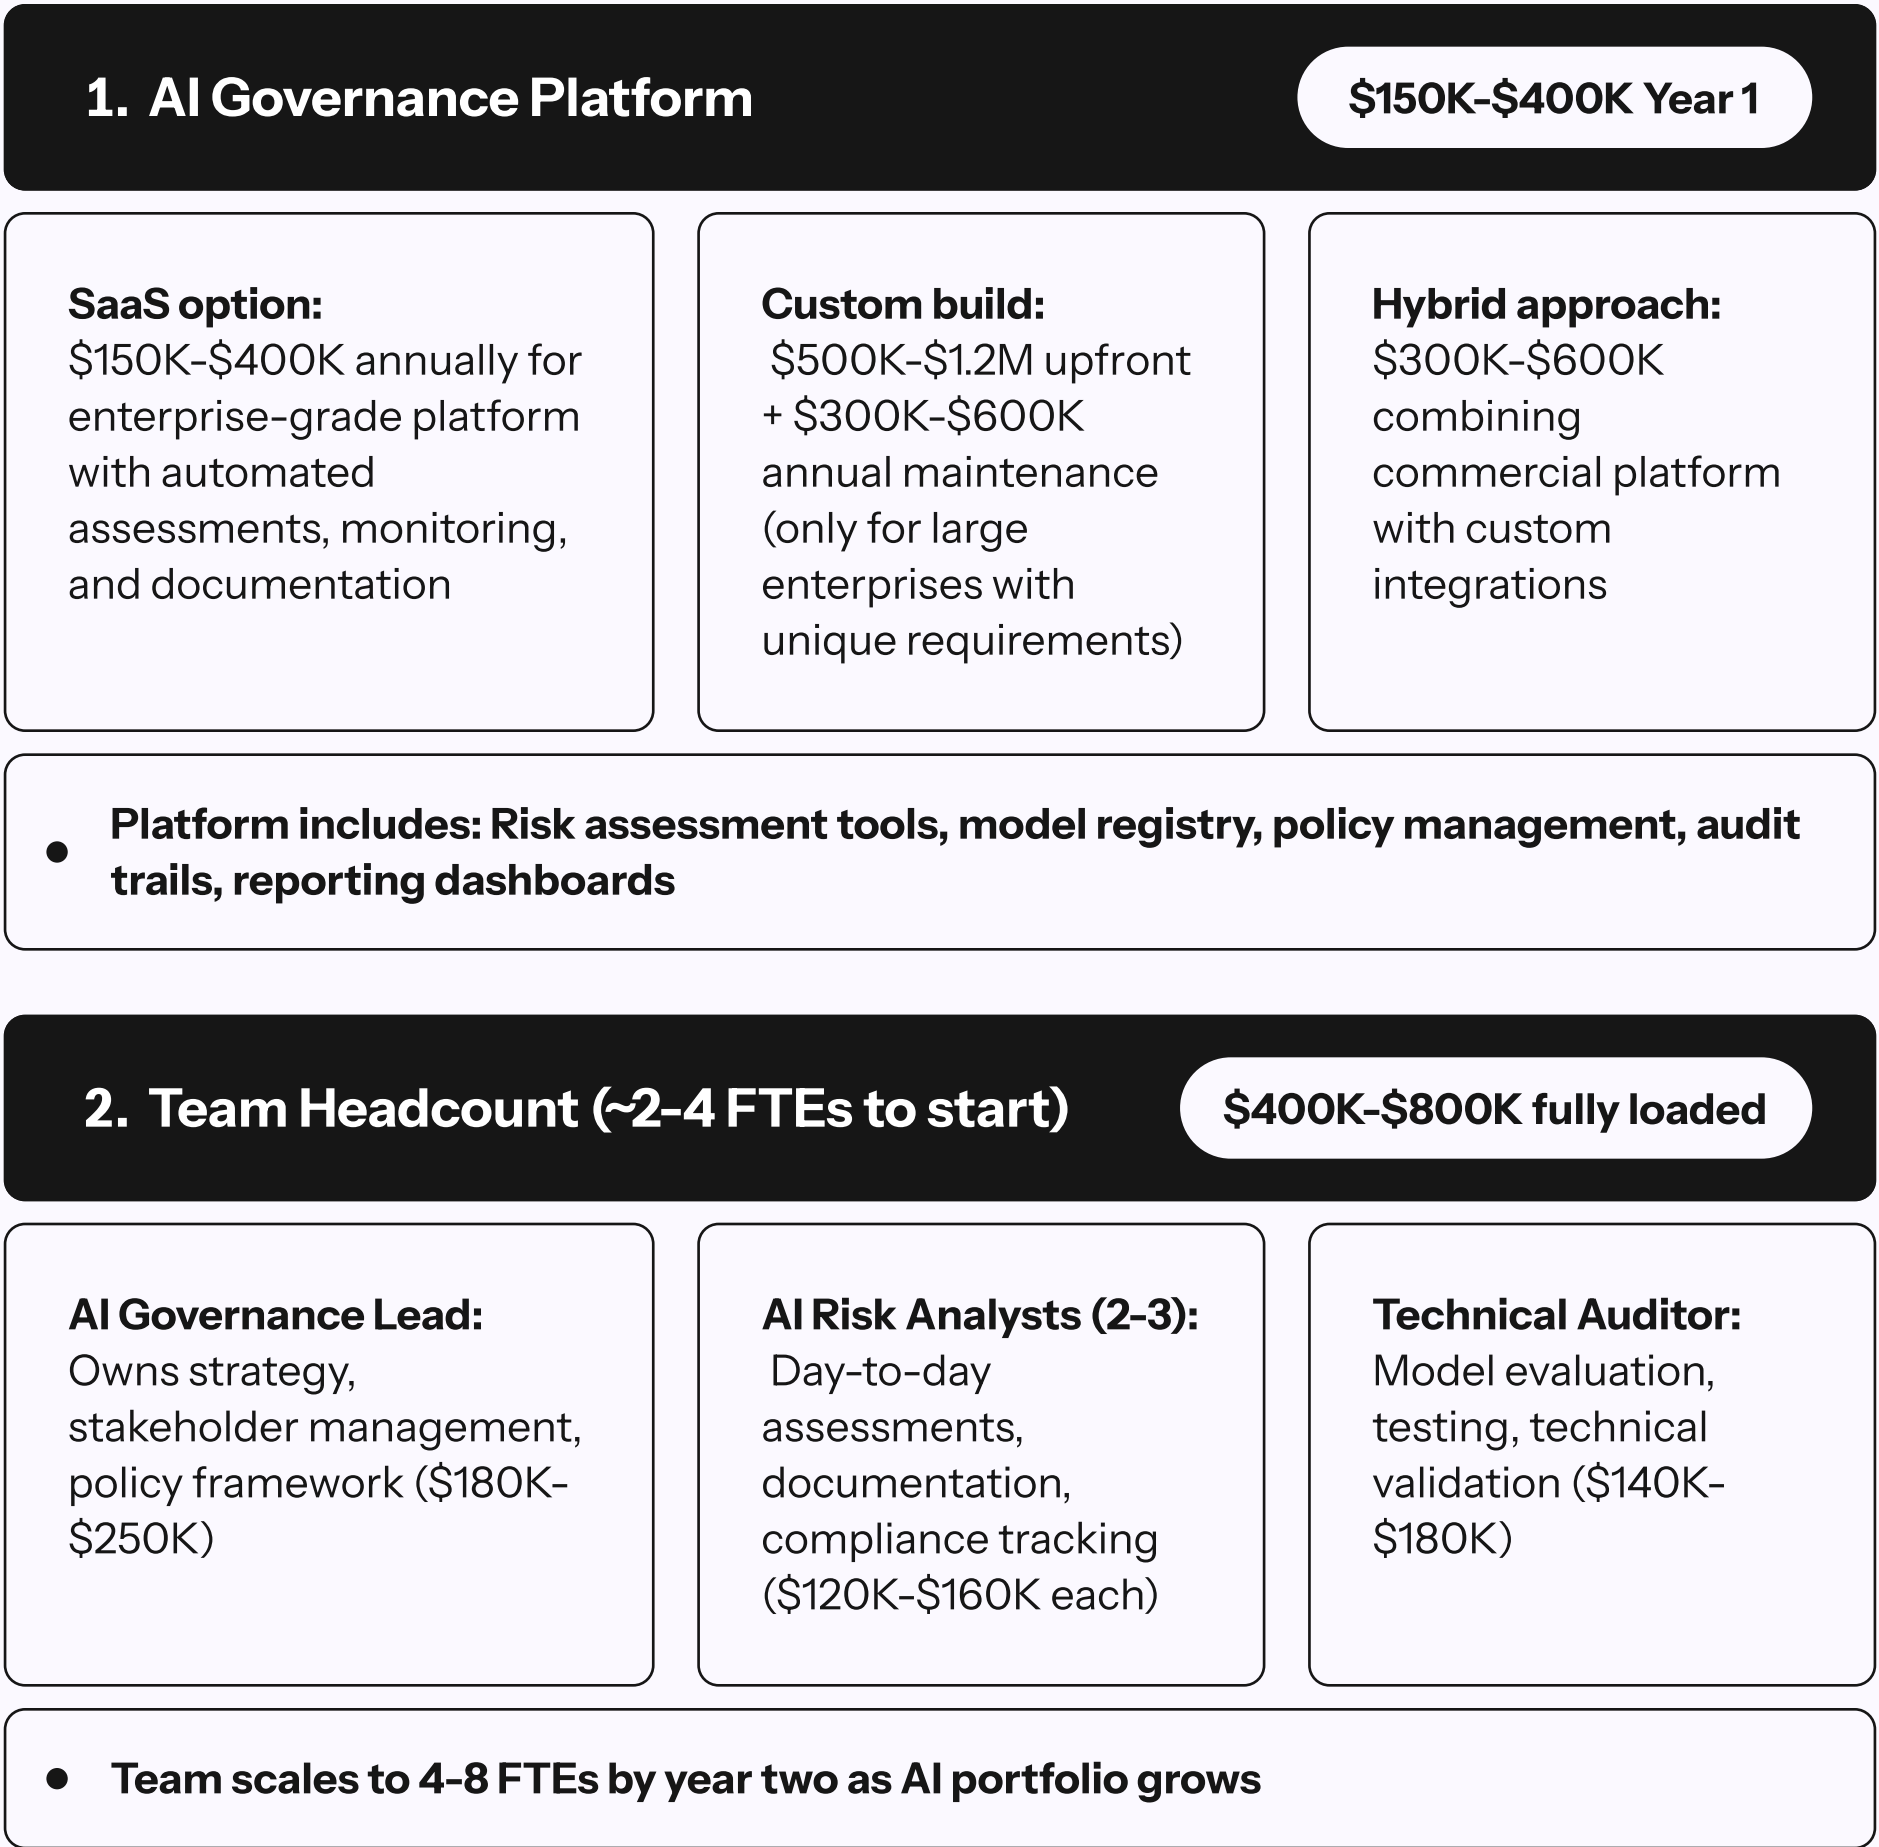 1. AI Governance Platform
$150K-$400K Year 1
SaaS option:
$150K-$400K annually for
enterprise-grade platform
with automated
assessments, monitoring,
and documentation
Custom build:
$500K-$1.2M upfront
+ $300K-$600K
annual maintenance
(only for large
enterprises with
unique requirements)
Hybrid approach:
$300K-$600K
combining
commercial platform
with custom
integrations
● Platform includes: Risk assessment tools, model registry, policy management, audit
trails, reporting dashboards
2. Team Headcount (~2-4 FTEs to start)
$400K-$800K fully loaded
AI Governance Lead:
Owns strategy,
stakeholder management,
policy framework ($180K-
$250K)
AI Risk Analysts (2-3):
Day-to-day
assessments,
documentation,
compliance tracking
($120K-$160K each)
Technical Auditor:
Model evaluation,
testing, technical
validation ($140K-
$180K)
● Team scales to 4-8 FTEs by year two as AI portfolio grows